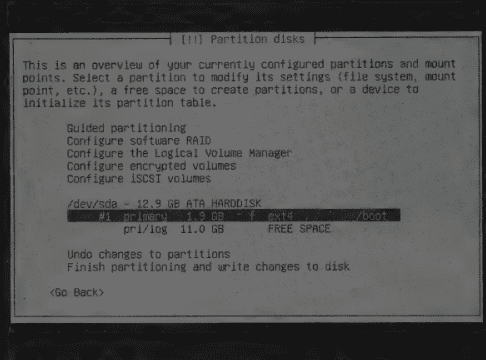 [!!] Partition disks
This is an overview of your currently configured partitions and mount
points. Select a partition to modify its settings (file system, mount
point, etc.), a free space to create partitions, or a device to
initialize its partition table.
Guided partitioning
Configure software RAID
Configure the Logical Volume Manager
Configure encrypted volumes
Configure iSCSI volumes
/dev/sda - 12.9 GB ATA HARDDISK
#1 primary 1.9 GB f ext4 /boot
pri/log 11.0 GB FREE SPACE
Undo changes to partitions
Finish partitioning and write changes to disk
<Go Back>